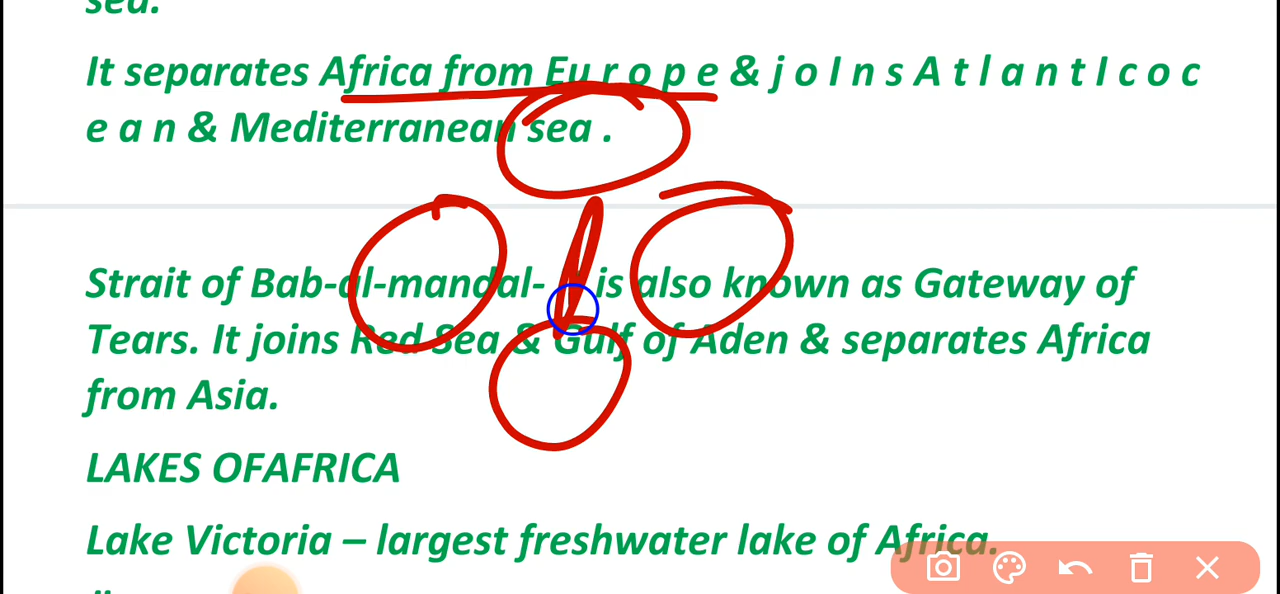 sea.
It separates Africa from Eu r o p e & j o I n s A t l a n t I c o c
e a n & Mediterranean sea .
Strait of Bab-al-mandal- is also known as Gateway of
Tears. It joins Red Sea & Gulf of Aden & separates Africa
from Asia.
LAKES OFAFRICA
Lake Victoria – largest freshwater lake of Africa.